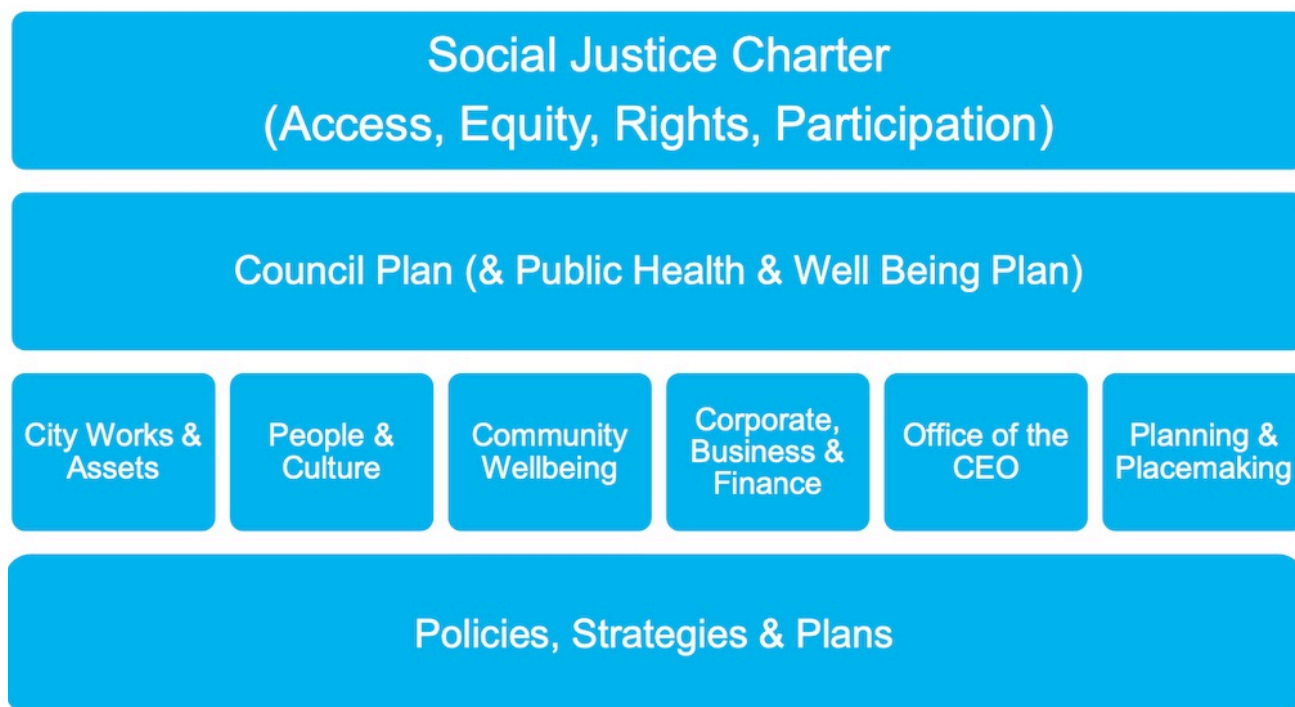 Social Justice Charter
(Access, Equity, Rights, Participation)
Council Plan (& Public Health & Well Being Plan)
City Works &
Assets
People &
Culture
Community
Wellbeing
Corporate,
Business &
Finance
Office of the
CEO
Planning &
Placemaking
Policies, Strategies & Plans